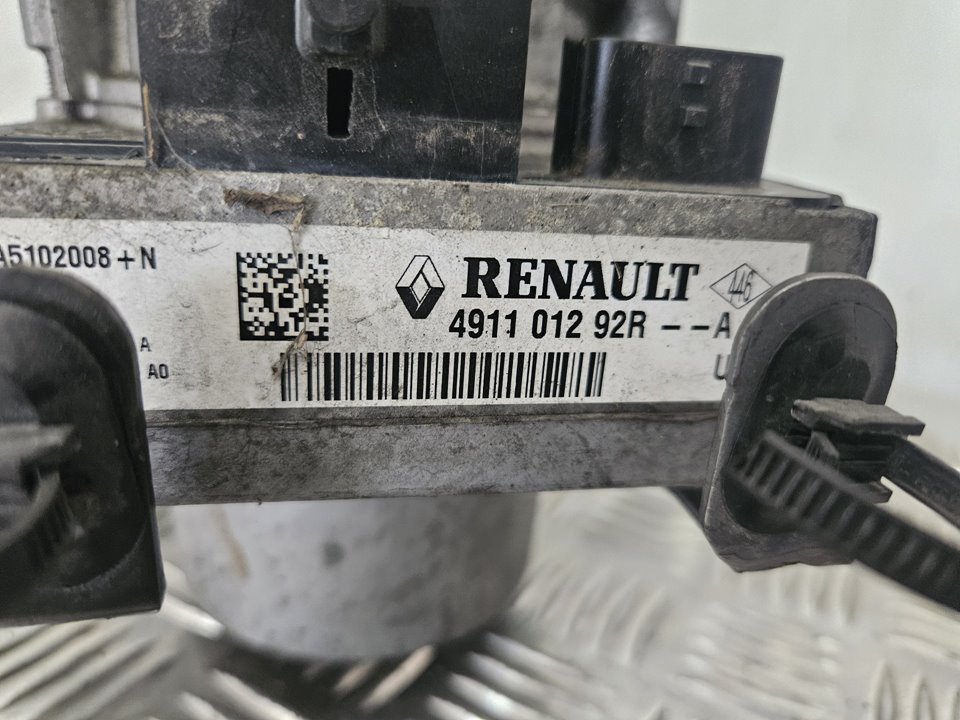 A5102008+N
RENAULT
446
4911 012 92R --A
A
A0
U